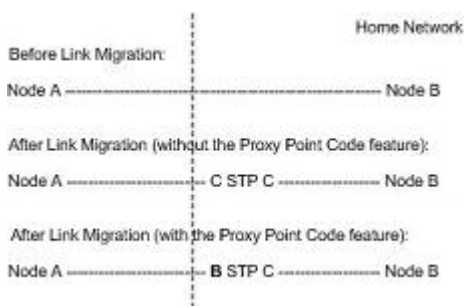 Home Network
Before Link Migration:
Node A ---------------------------------------------------- Node B
After Link Migration (without the Proxy Point Code feature):
Node A ---------------------- C STP C ---------------- Node B
After Link Migration (with the Proxy Point Code feature):
Node A ---------------------- B STP C ---------------- Node B